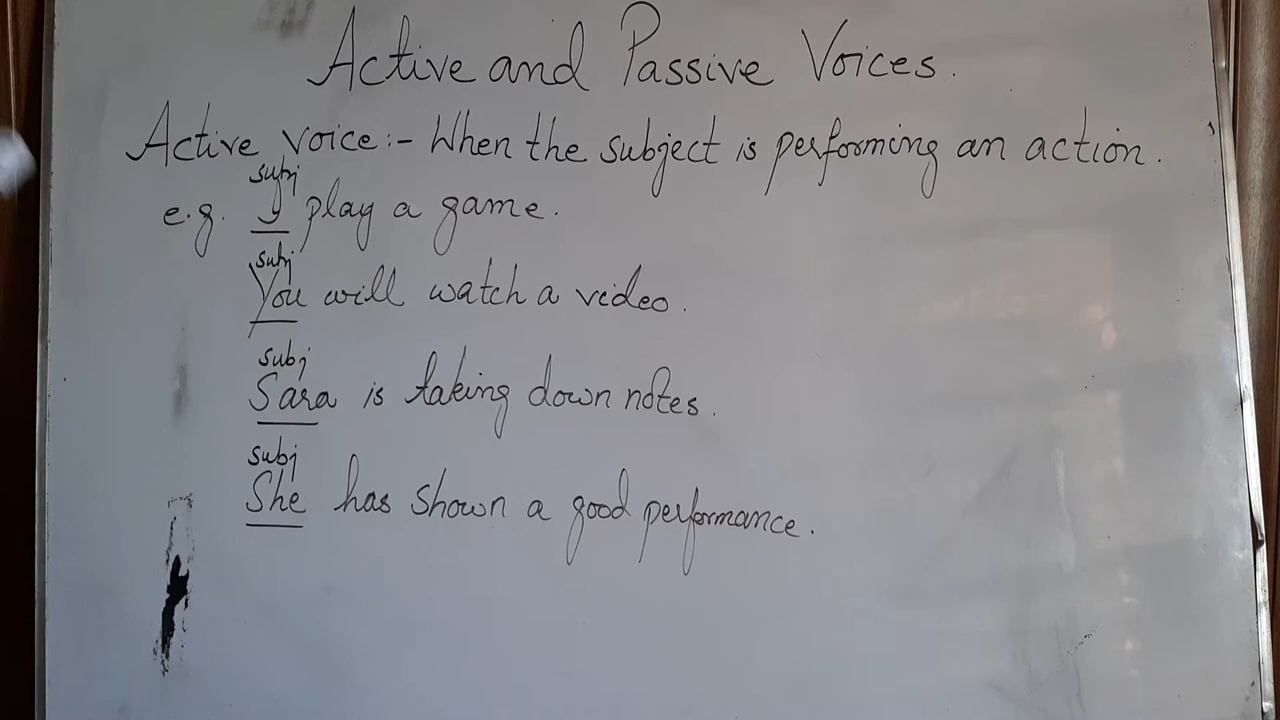 Active and Passive Voices.
Active voice:- When the subject is performing an action.
subj
e.g. I play a game.
subj
You will watch a video.
subj
Sara is taking down notes.
subj
She has shown a good performance.